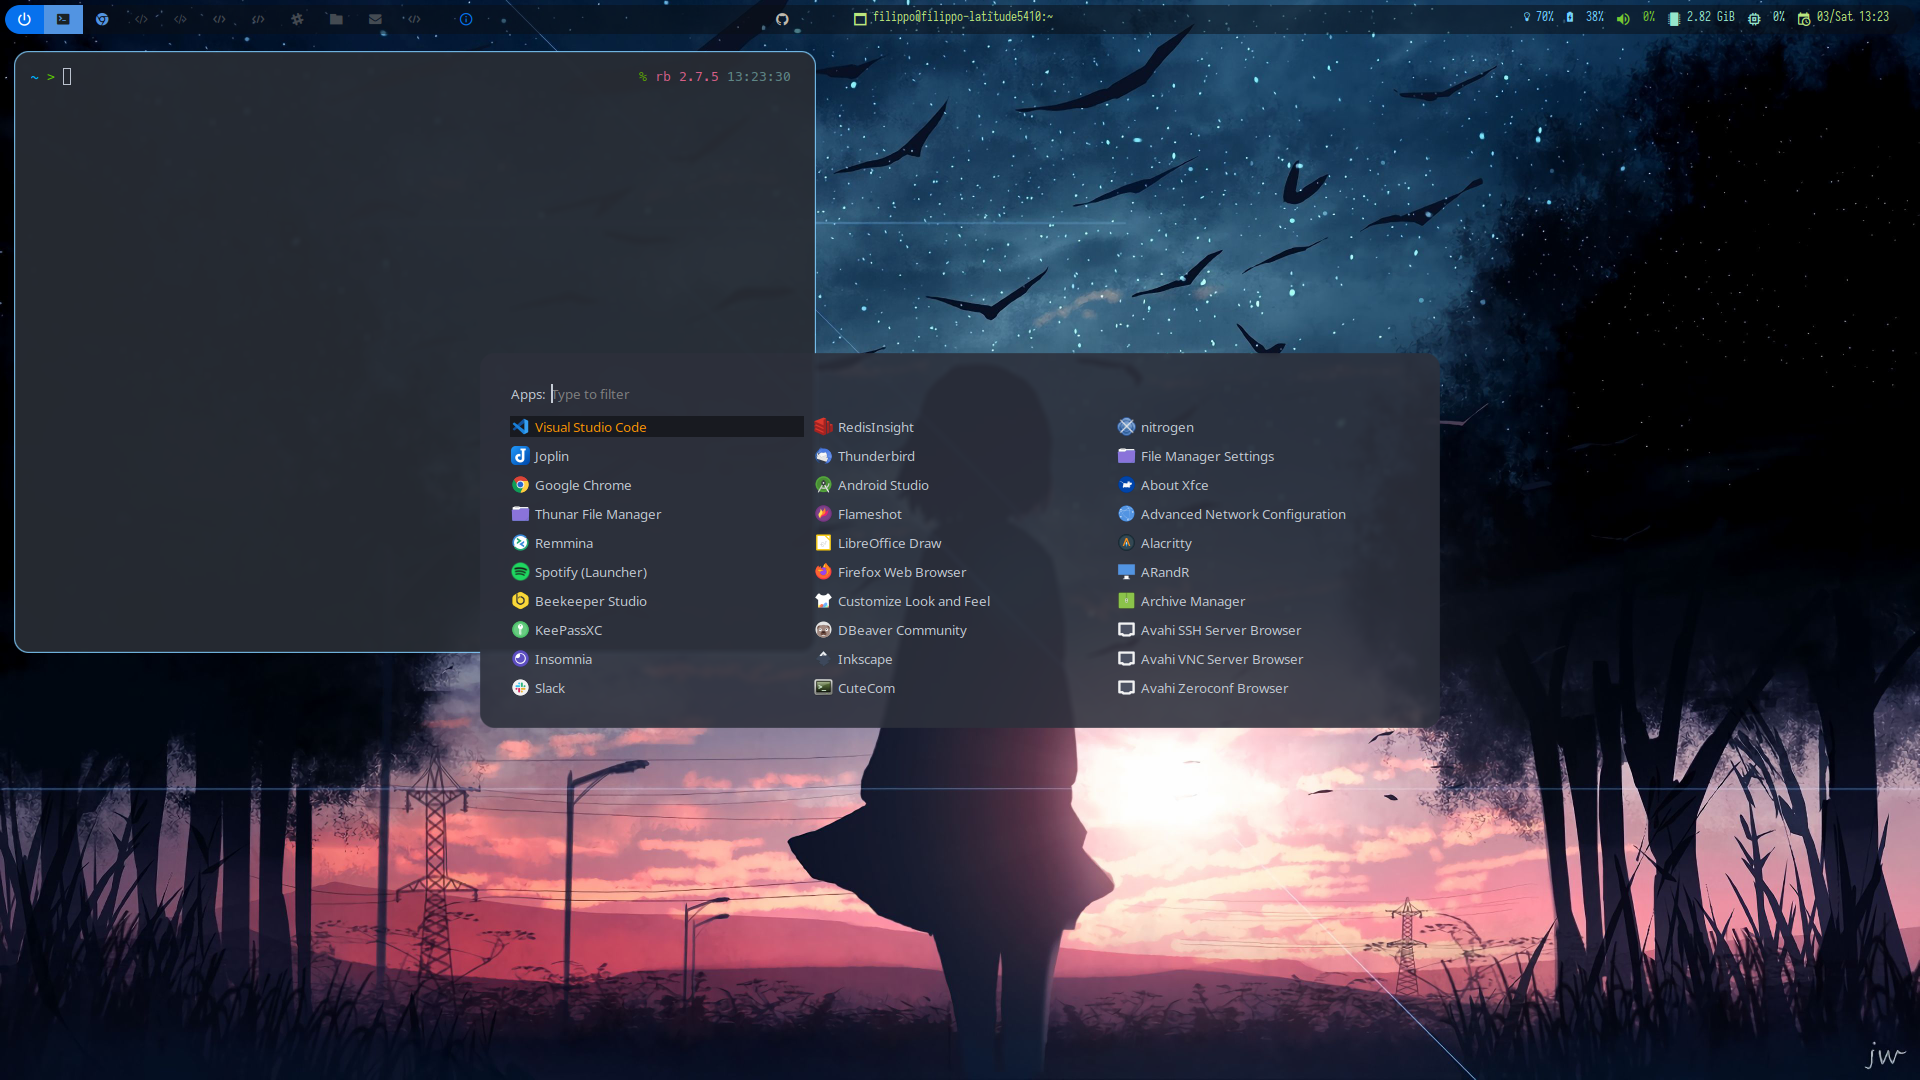 filippo@filippo-latitude5410:~ 70% 38% 0% 2.82 GiB 0% 03/Sat 13:23
~ > % rb 2.7.5 13:23:30
Apps: Type to filter
Visual Studio Code
Joplin
Google Chrome
Thunar File Manager
Remmina
Spotify (Launcher)
Beekeeper Studio
KeePassXC
Insomnia
Slack
RedisInsight
Thunderbird
Android Studio
Flameshot
LibreOffice Draw
Firefox Web Browser
Customize Look and Feel
DBeaver Community
Inkscape
CuteCom
nitrogen
File Manager Settings
About Xfce
Advanced Network Configuration
Alacritty
ARandR
Archive Manager
Avahi SSH Server Browser
Avahi VNC Server Browser
Avahi Zeroconf Browser
jw